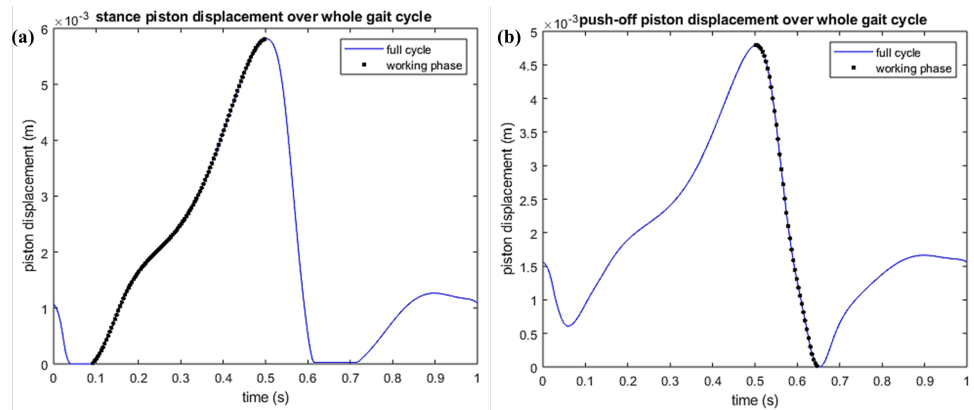 (a)
×10⁻³ stance piston displacement over whole gait cycle
full cycle
working phase
piston displacement (m)
6
5
4
3
2
1
0
0 0.1 0.2 0.3 0.4 0.5 0.6 0.7 0.8 0.9 1
time (s)
(b)
×10⁻³ push-off piston displacement over whole gait cycle
full cycle
working phase
piston displacement (m)
5
4.5
4
3.5
3
2.5
2
1.5
1
0.5
0
0 0.1 0.2 0.3 0.4 0.5 0.6 0.7 0.8 0.9 1
time (s)